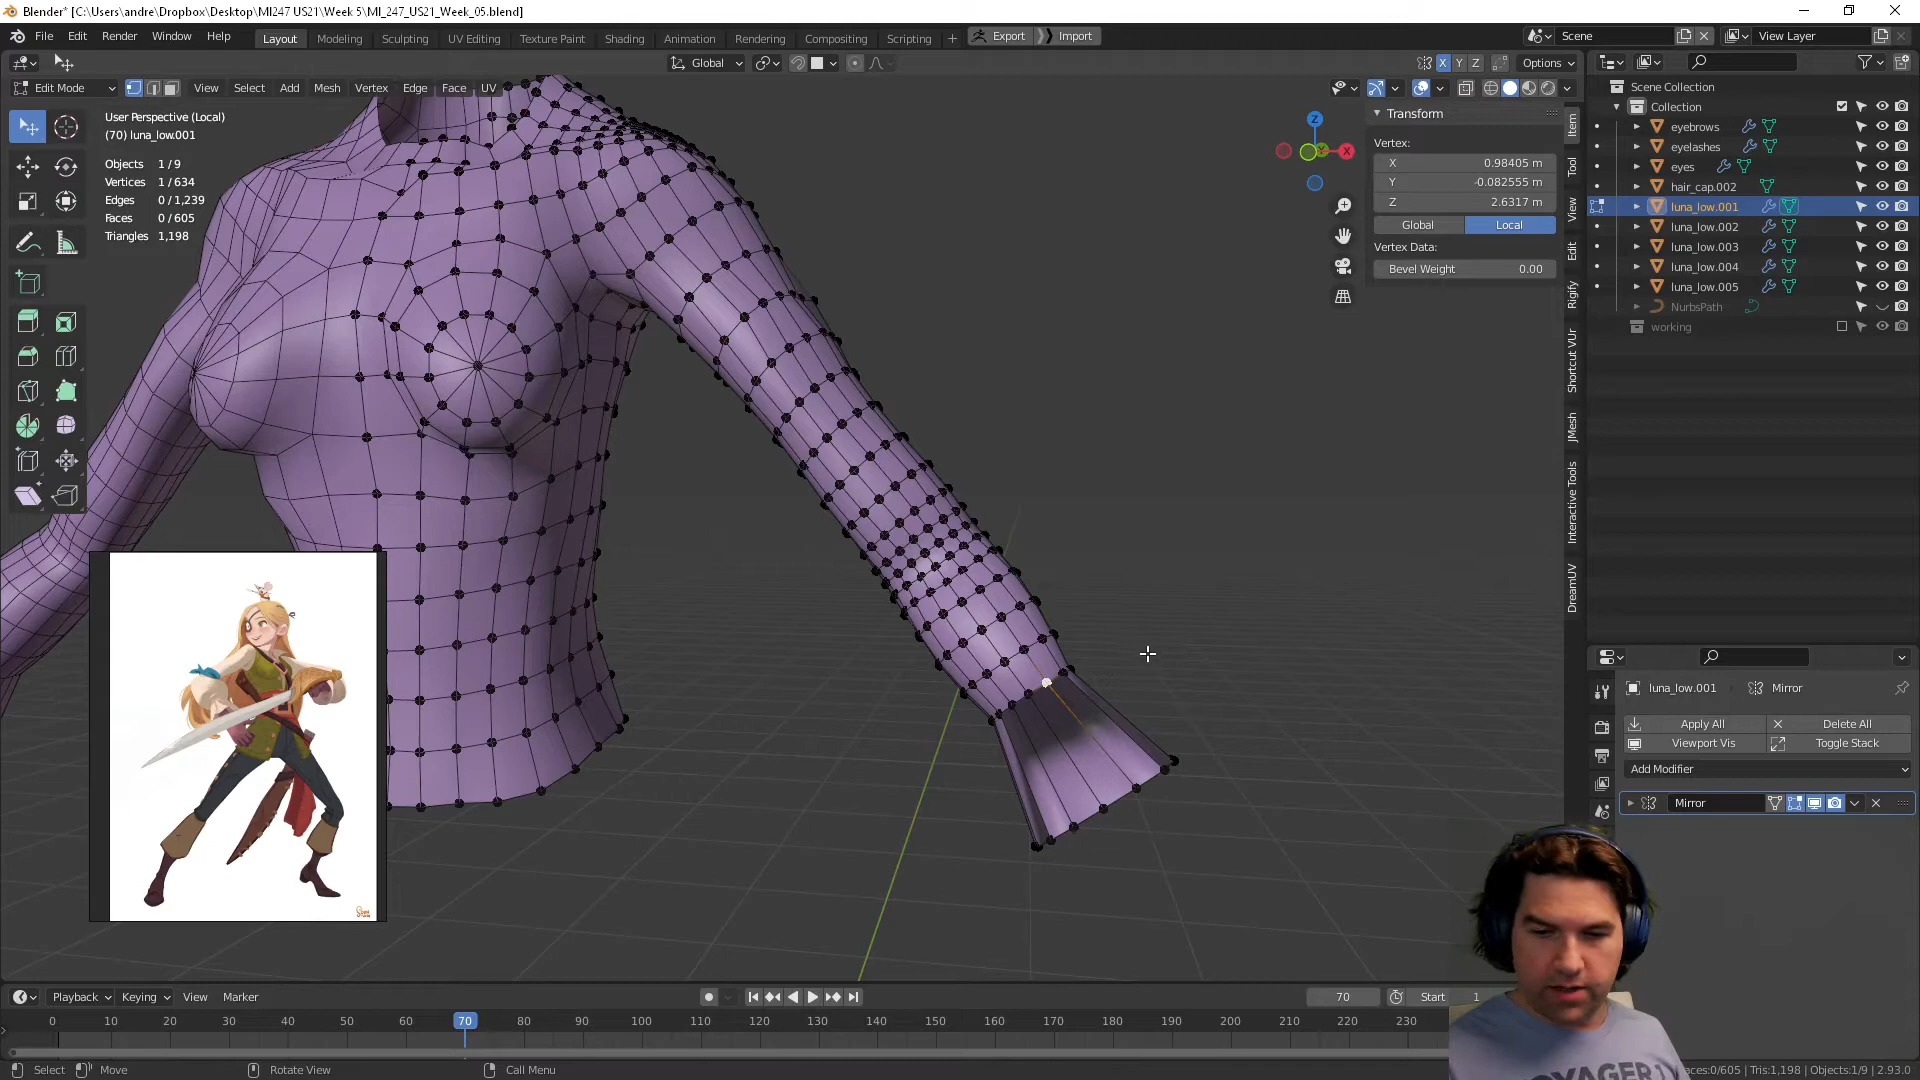 Blender* [C:\Users\andre\Dropbox\Desktop\MI247 US21\Week 5\MI_247_US21_Week_05.blend]
File Edit Render Window Help Layout Modeling Sculpting UV Editing Texture Paint Shading Animation Rendering Compositing Scripting + Export Import Scene View Layer
Global X Y Z Options
Edit Mode View Select Add Mesh Vertex Edge Face UV
User Perspective (Local)
(70) luna_low.001
Objects 1/9
Vertices 1/634
Edges 0/1,239
Faces 0/605
Triangles 1,198
Z
X
Transform
Vertex:
X 0.98405 m
Y -0.082555 m
Z 2.6317 m
Global Local
Vertex Data:
Bevel Weight 0.00
Item
Tool
View
Edit
Rigify
Shortcut VUr
JMesh
Interactive Tools
DreamUV
Scene Collection
Collection
eyebrows
eyelashes
eyes
hair_cap.002
luna_low.001
luna_low.002
luna_low.003
luna_low.004
luna_low.005
NurbsPath
working
luna_low.001 Mirror
Apply All Delete All
Viewport Vis Toggle Stack
Add Modifier
Mirror
Playback Keying View Marker 70 Start 1
0 10 20 30 40 50 60 70 80 90 100 110 120 130 140 150 160 170 180 190 200 210 220 230
Select Move Rotate View Call Menu
aces:0/605 | Tris:1,198 | Objects:1/9 | 2.93.0
VOYAGER 1